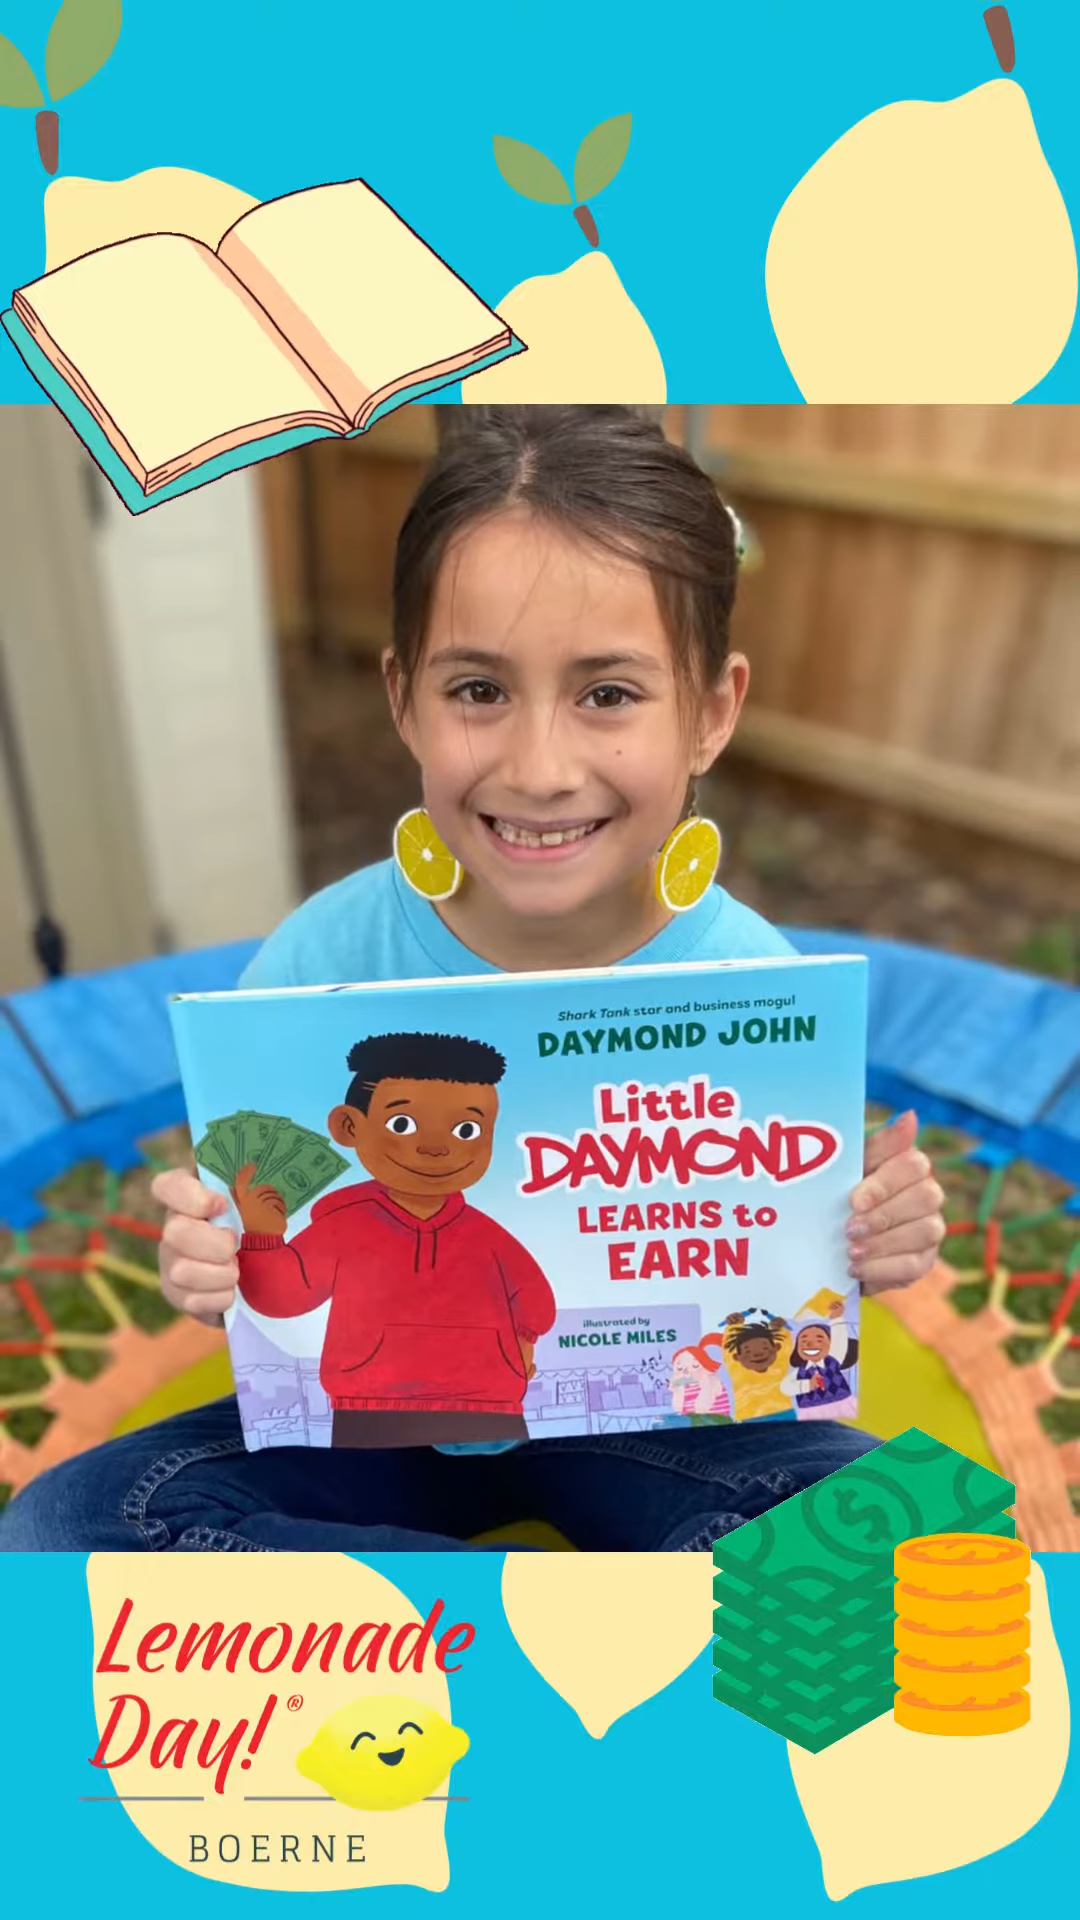 Shark Tank star and business mogul
DAYMOND JOHN
Little
DAYMOND
LEARNS to
EARN
illustrated by
NICOLE MILES
Lemonade
Day!®
BOERNE